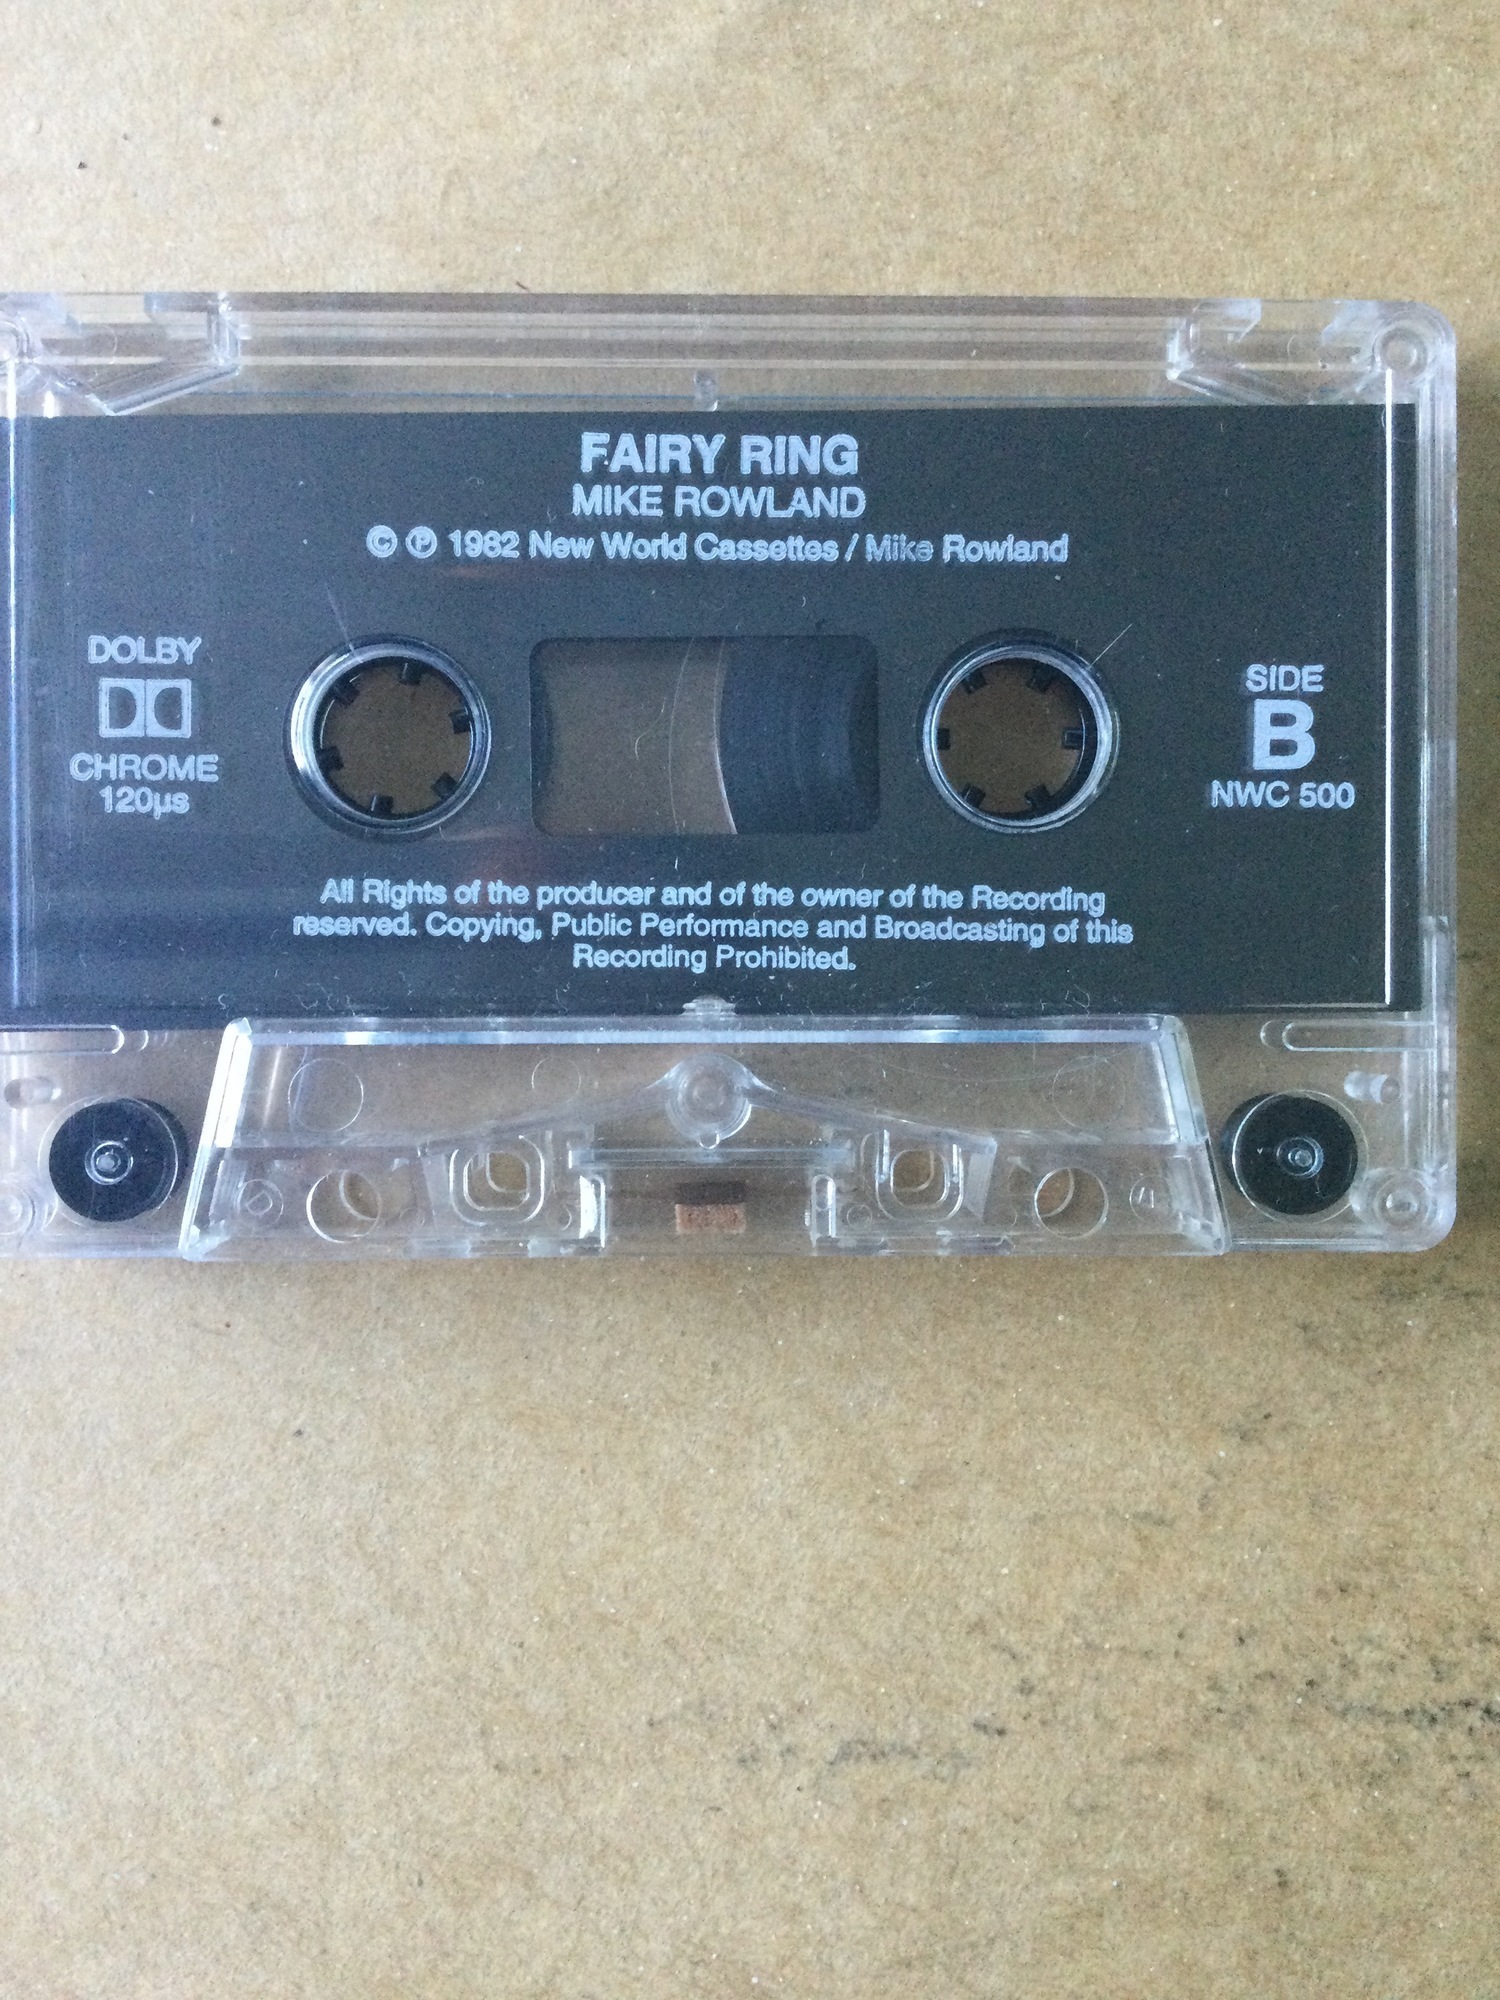 FAIRY RING
MIKE ROWLAND
© ℗ 1982 New World Cassettes / Mike Rowland
DOLBY
CHROME
120µs
SIDE
B
NWC 500
All Rights of the producer and of the owner of the Recording
reserved. Copying, Public Performance and Broadcasting of this
Recording Prohibited.